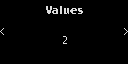 Values
< 2 >